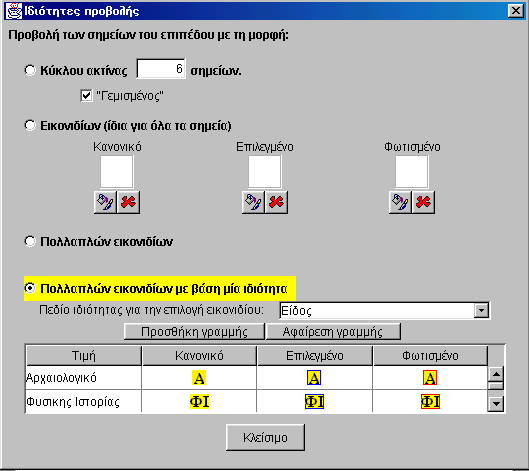 Ιδιότητες προβολής
Προβολή των σημείων του επιπέδου με τη μορφή:
Κύκλου ακτίνας 6 σημείων.
"Γεμισμένος"
Εικονιδίων (ίδια για όλα τα σημεία)
Κανονικό Επιλεγμένο Φωτισμένο
Πολλαπλών εικονιδίων
Πολλαπλών εικονιδίων με βάση μία ιδιότητα
Πεδίο ιδιότητας για την επιλογή εικονιδίου: Είδος
Προσθήκη γραμμής Αφαίρεση γραμμής
Τιμή Κανονικό Επιλεγμένο Φωτισμένο
Αρχαιολογικό Α Α Α
Φυσικης Ιστορίας ΦΙ ΦΙ ΦΙ
Κλείσιμο